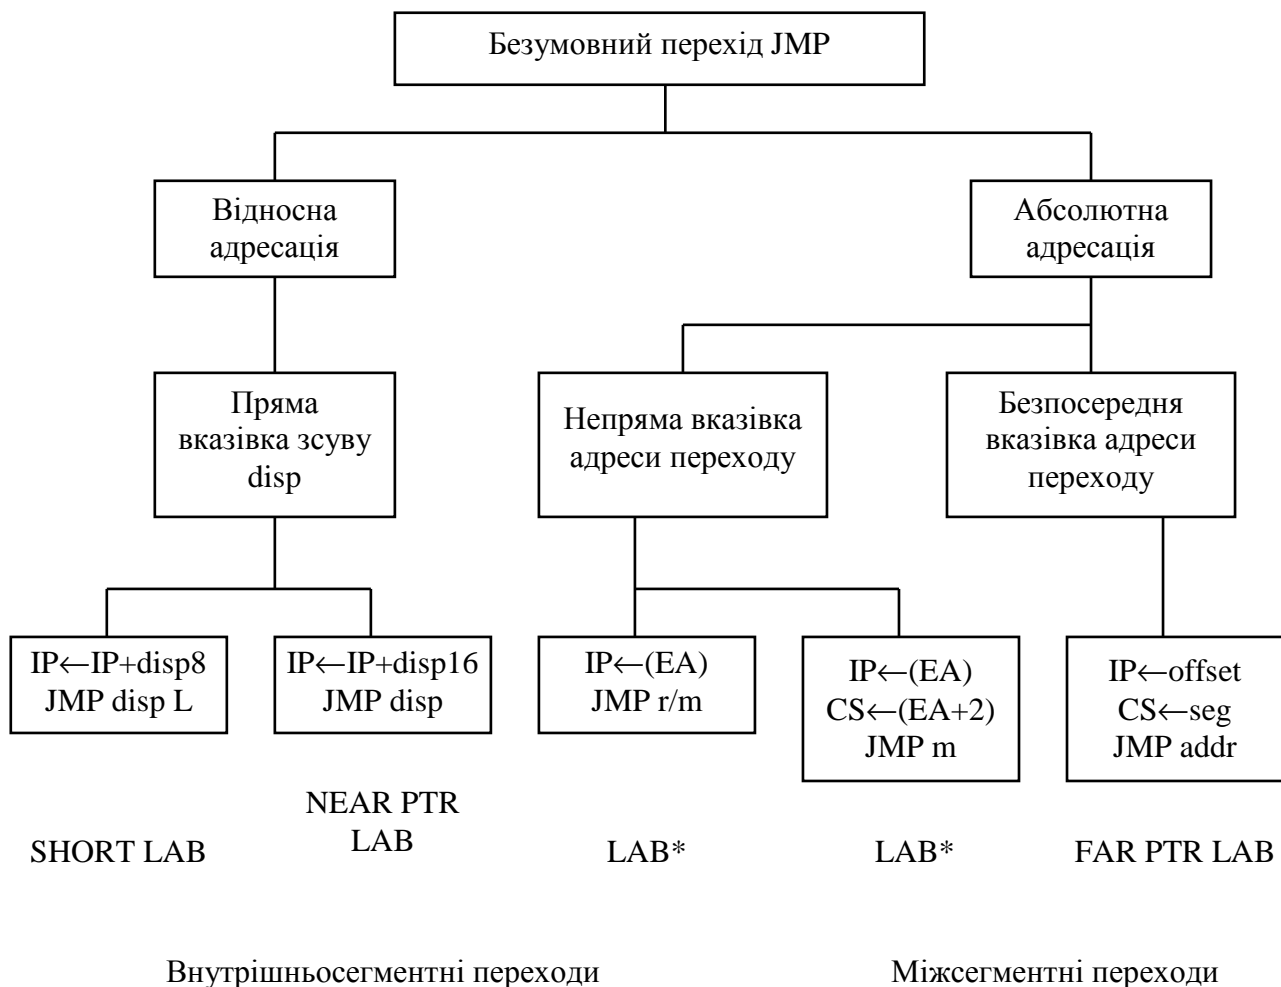 Безумовний перехід JMP
Відносна
адресація
Абсолютна
адресація
Пряма
вказівка зсуву
disp
Непряма вказівка
адреси переходу
Безпосередня
вказівка адреси
переходу
IP←IP+disp8
JMP disp L
IP←IP+disp16
JMP disp
IP←(EA)
JMP r/m
IP←(EA)
CS←(EA+2)
JMP m
IP←offset
CS←seg
JMP addr
SHORT LAB
NEAR PTR
LAB
LAB*
LAB*
FAR PTR LAB
Внутрішньосегментні переходи
Міжсегментні переходи